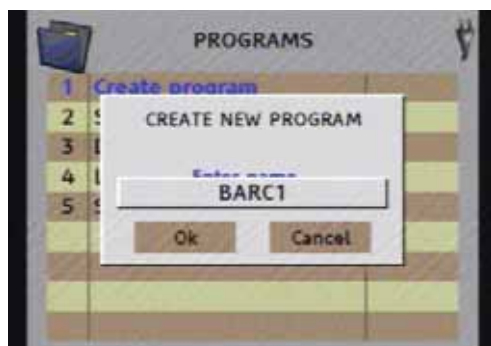 PROGRAMS
1 Create program
2 S
3
4
5 S
CREATE NEW PROGRAM
Enter name
BARC1
Ok Cancel